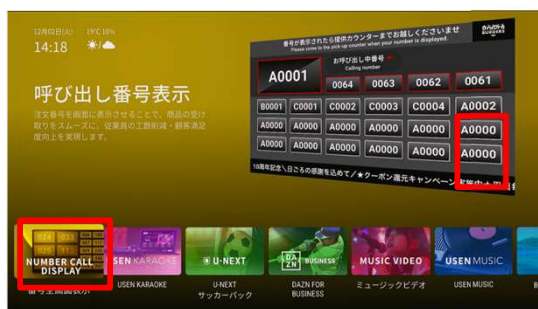 12月02日(火) 19℃ 10%
14:18
呼び出し番号表示
注文番号を画面に表示させることで、商品の受け
取りをスムーズに。従業員の工数削減・顧客満足
度向上を実現します。
番号が表示されたら提供カウンターまでお越しくださいませ
Please come to the pick-up counter when your number is displayed.
BURGERS
お呼び出し中番号
Calling number
A0001
0064 0063 0062 0061
B0001 C0001 C0002 C0003 C0004 A0002
A0000 A0000 A0000 A0000 A0000 A0000
A0000 A0000 A0000 A0000 A0000 A0000
10周年記念＼日ごろの感謝を込めて/★クーポン還元キャンペーン実施中★
NUMBER CALL
DISPLAY
USEN KARAOKE
U-NEXT
DAZN BUSINESS
MUSIC VIDEO
USEN MUSIC
番号全画面表示
USEN KARAOKE
U-NEXT
サッカーパック
DAZN FOR
BUSINESS
ミュージックビデオ
USEN MUSIC